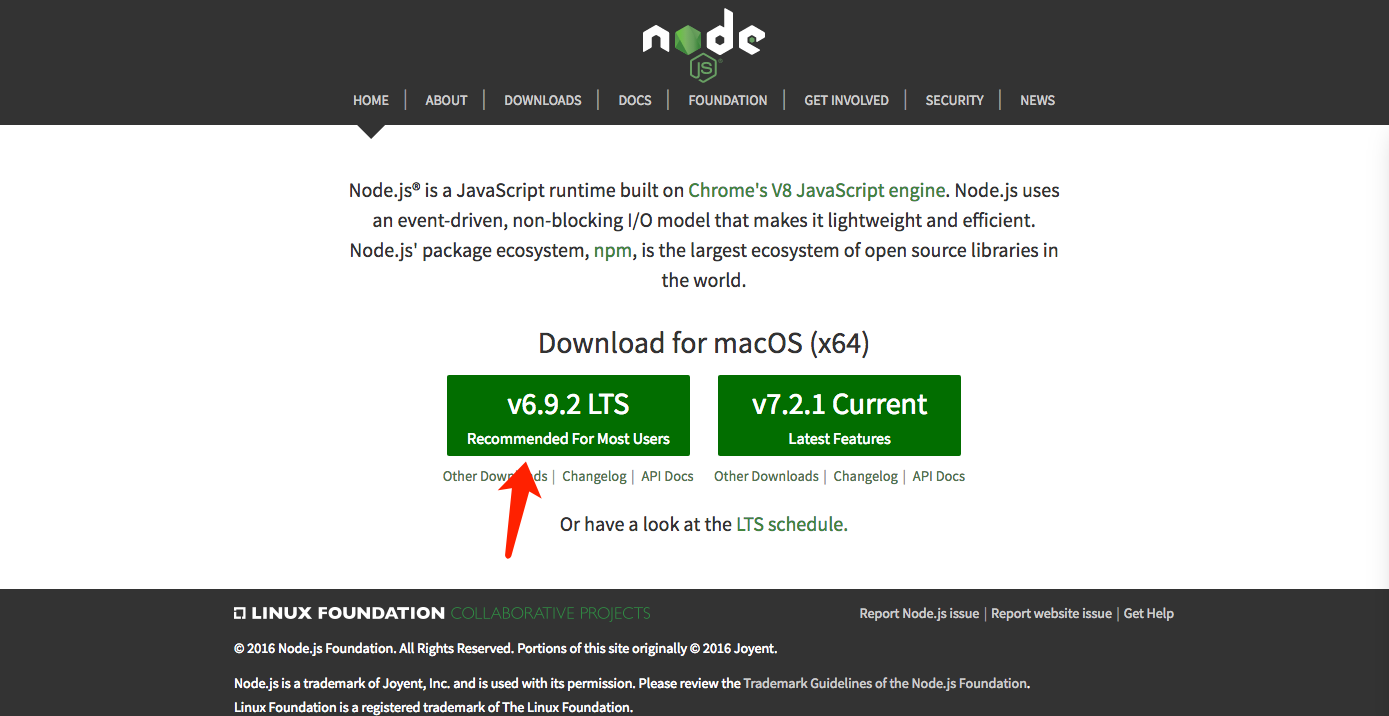 node
JS
HOME | ABOUT | DOWNLOADS | DOCS | FOUNDATION | GET INVOLVED | SECURITY | NEWS
Node.js® is a JavaScript runtime built on Chrome's V8 JavaScript engine. Node.js uses
an event-driven, non-blocking I/O model that makes it lightweight and efficient.
Node.js' package ecosystem, npm, is the largest ecosystem of open source libraries in
the world.
Download for macOS (x64)
v6.9.2 LTS
Recommended For Most Users
v7.2.1 Current
Latest Features
Other Downloads | Changelog | API Docs
Other Downloads | Changelog | API Docs
Or have a look at the LTS schedule.
LINUX FOUNDATION COLLABORATIVE PROJECTS
Report Node.js issue | Report website issue | Get Help
© 2016 Node.js Foundation. All Rights Reserved. Portions of this site originally © 2016 Joyent.
Node.js is a trademark of Joyent, Inc. and is used with its permission. Please review the Trademark Guidelines of the Node.js Foundation.
Linux Foundation is a registered trademark of The Linux Foundation.